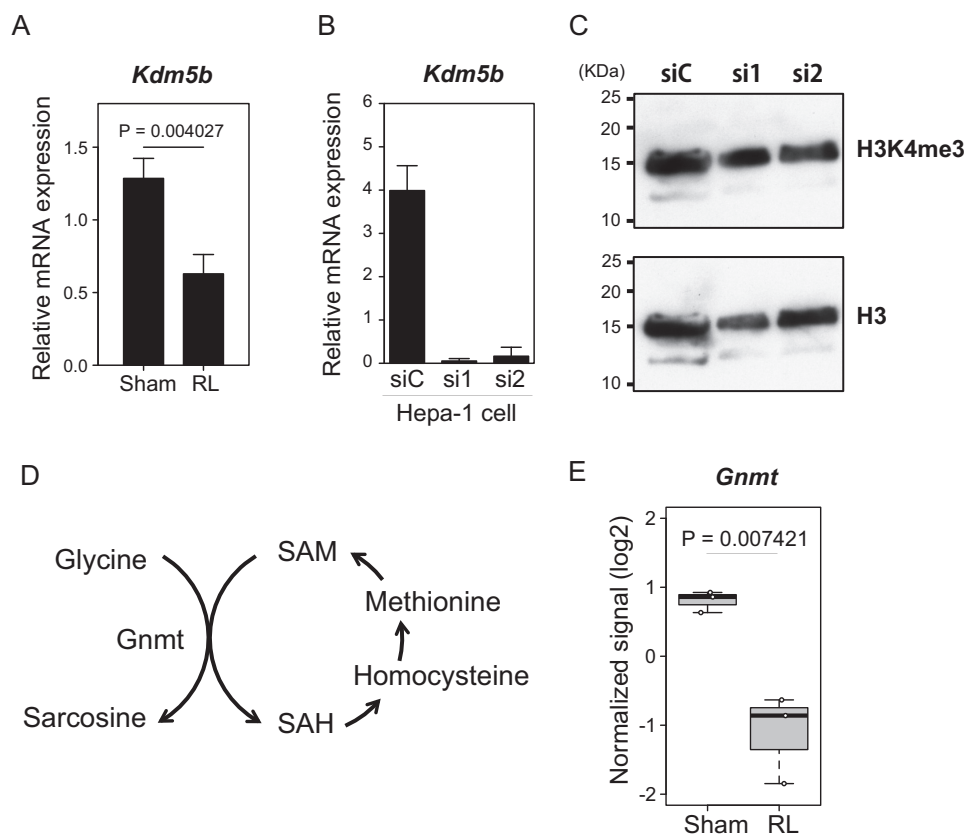 A
Kdm5b
P = 0.004027
Relative mRNA expression
1.5
1.0
0.5
0.0
Sham RL
B
Kdm5b
Relative mRNA expression
6
5
4
3
2
1
0
siC si1 si2
Hepa-1 cell
C
(KDa) siC si1 si2
25
20
15
10
H3K4me3
25
20
15
10
H3
D
Glycine SAM
Methionine
Gnmt
Homocysteine
Sarcosine SAH
E
Gnmt
P = 0.007421
Normalized signal (log2)
2
1
0
-1
-2
Sham RL